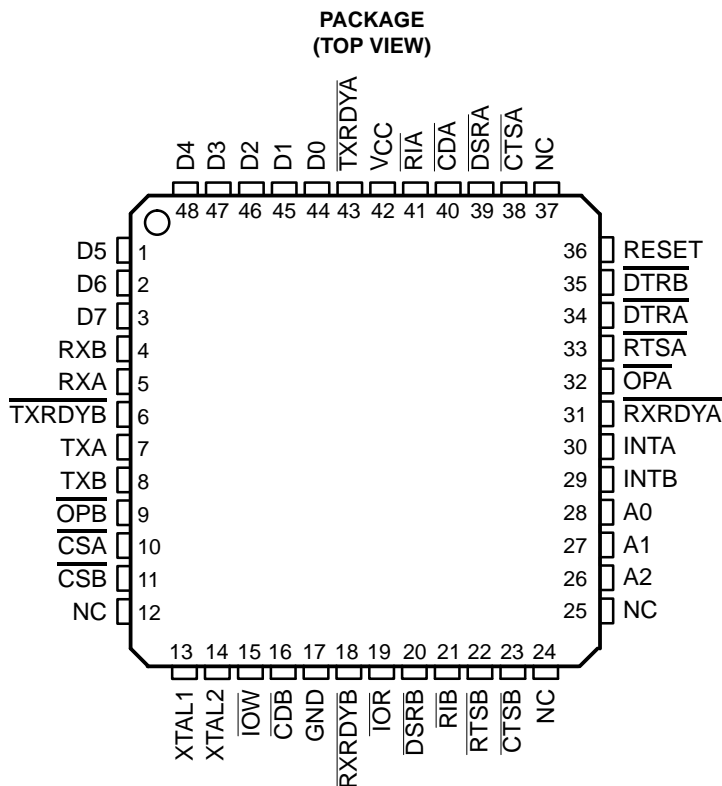 PACKAGE
(TOP VIEW)
D4
D3
D2
D1
D0
TXRDYA
VCC
RIA
CDA
DSRA
CTSA
NC
48 47 46 45 44 43 42 41 40 39 38 37
D5 1
D6 2
D7 3
RXB 4
RXA 5
TXRDYB 6
TXA 7
TXB 8
OPB 9
CSA 10
CSB 11
NC 12
36 RESET
35 DTRB
34 DTRA
33 RTSA
32 OPA
31 RXRDYA
30 INTA
29 INTB
28 A0
27 A1
26 A2
25 NC
13 14 15 16 17 18 19 20 21 22 23 24
XTAL1
XTAL2
IOW
CDB
GND
RXRDYB
IOR
DSRB
RIB
RTSB
CTSB
NC